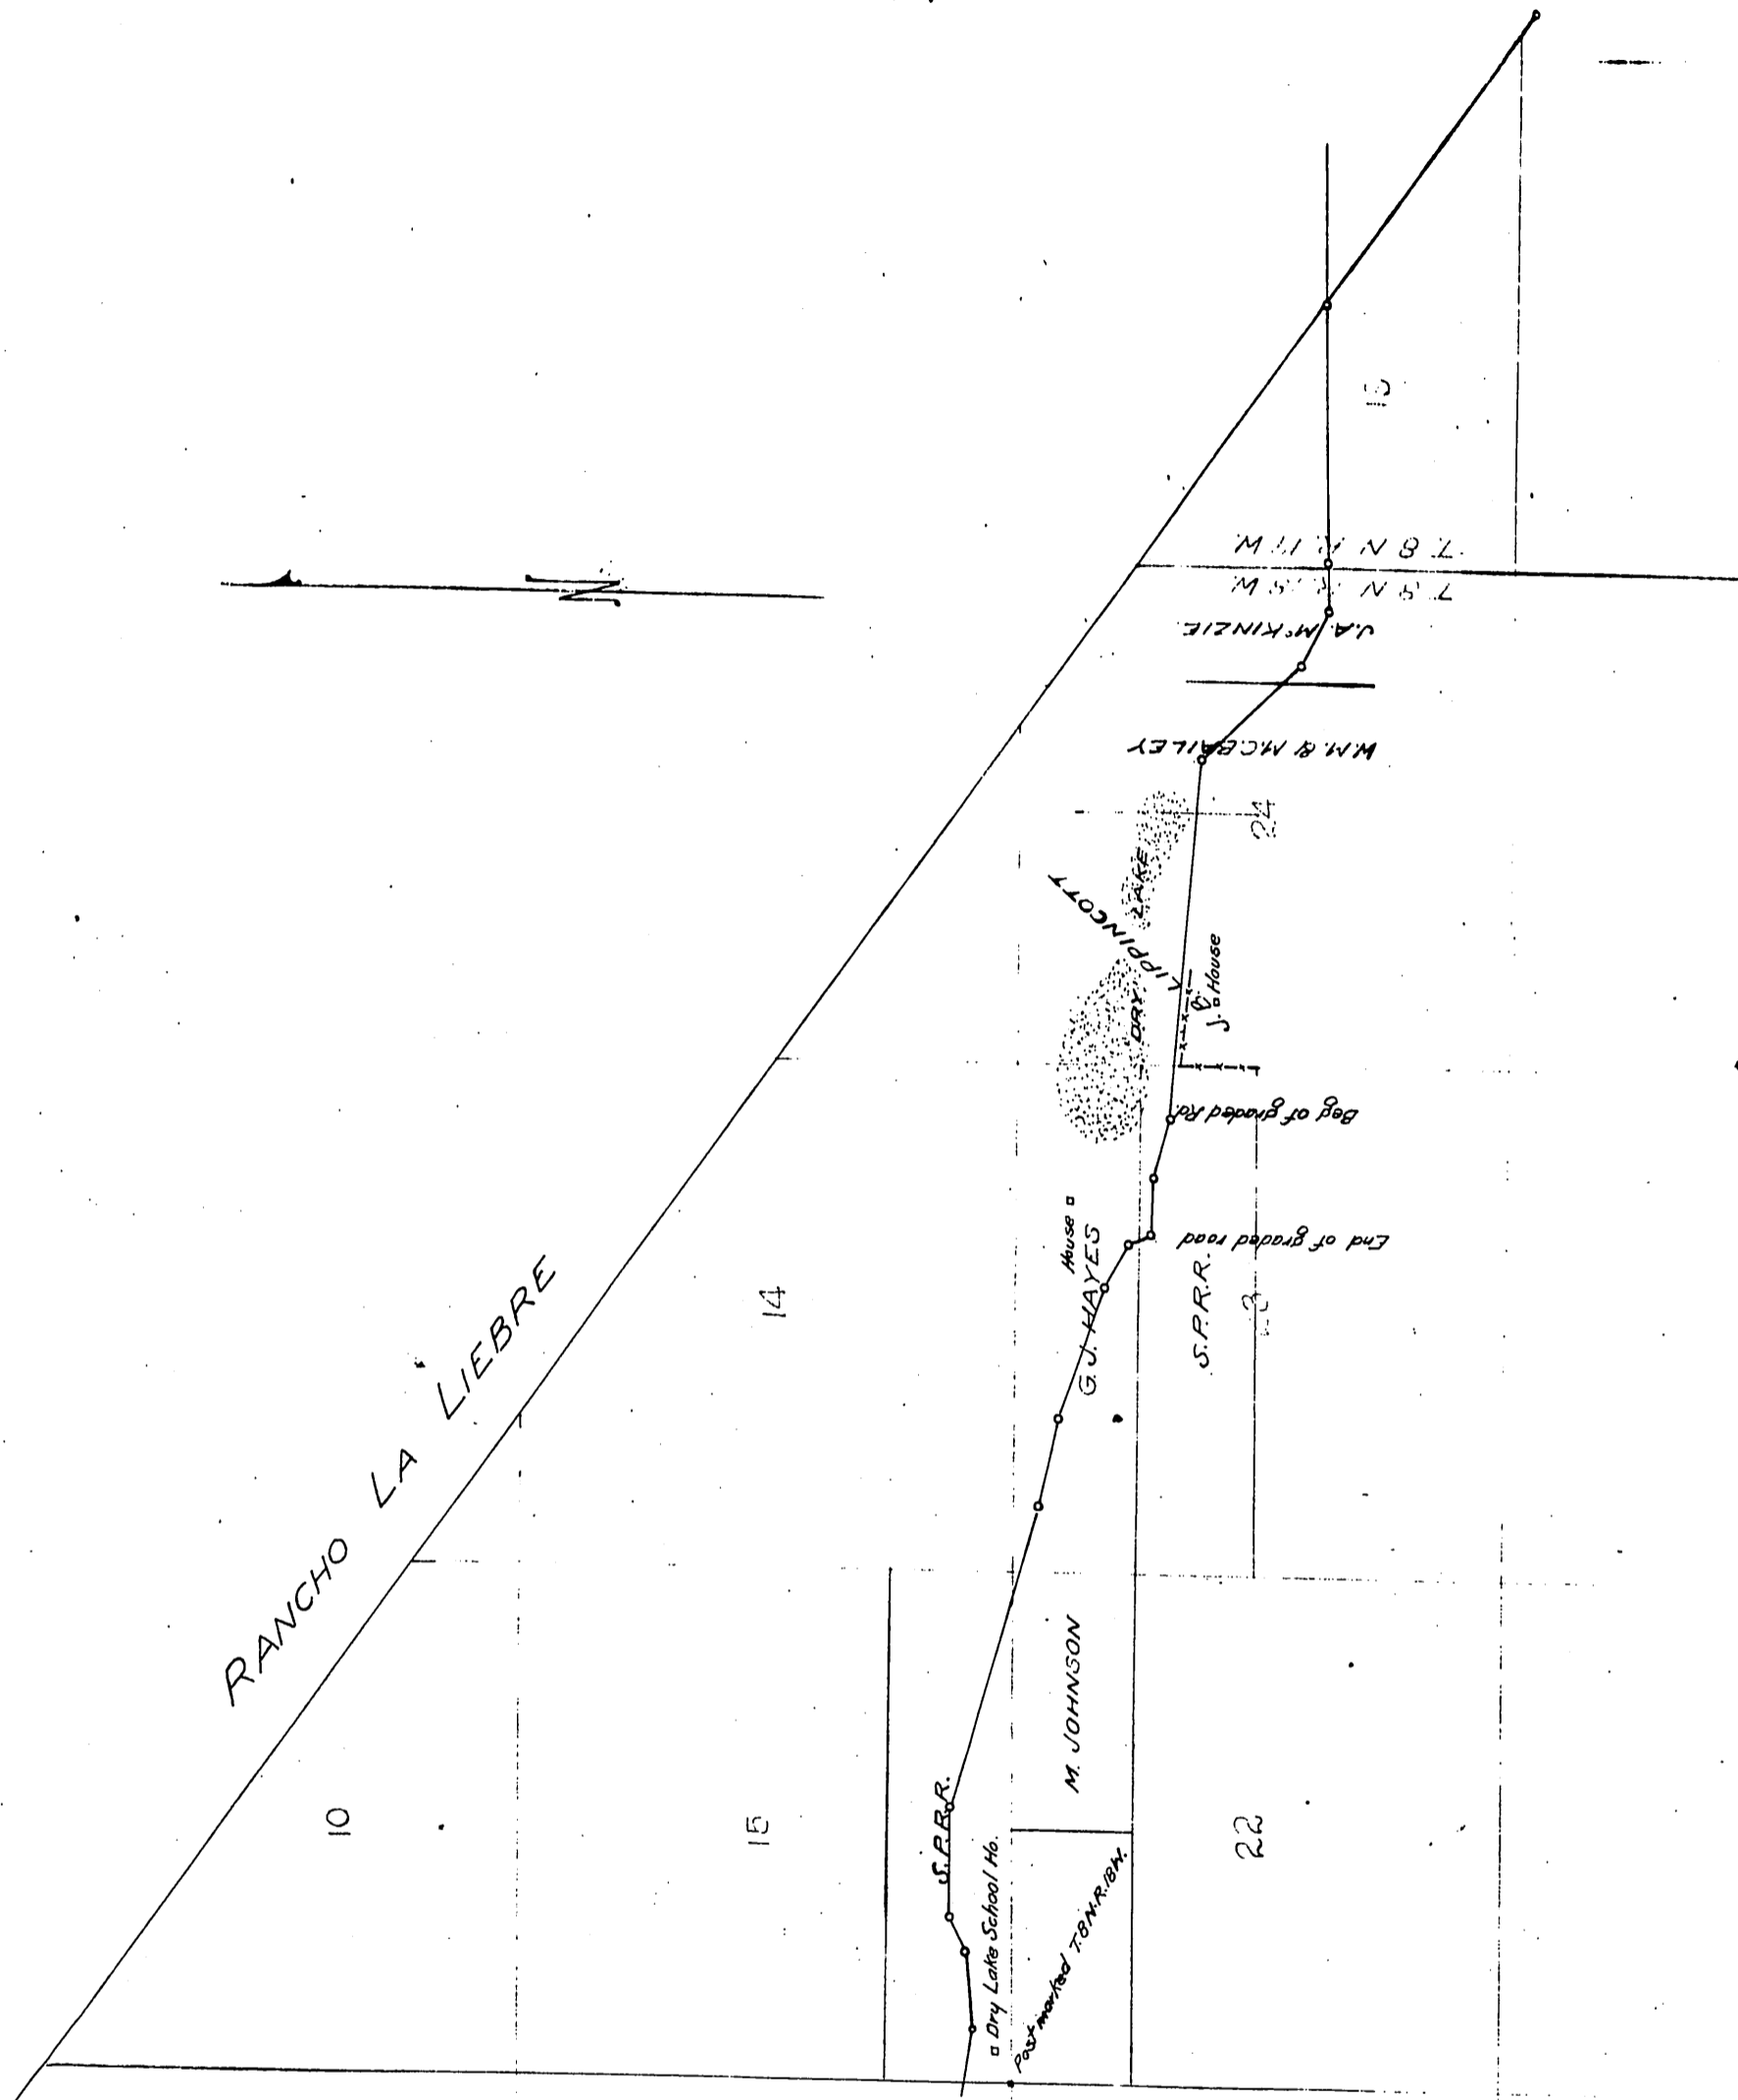 RANCHO LA LIEBRE
N
10
15
14
S.P.R.R.
Dry Lake School Ho.
Post marked T.8N.R.18W.
M. JOHNSON
22
G.J. HAYES
House
S.P.R.R.
End of graded road
Beg of graded Rd.
DRY LAKE
J.B. LIPPINCOTT
House
24
W.M. & M.C. BAILEY
J.A. McKINZIE
T. 8 N
T. 8 N